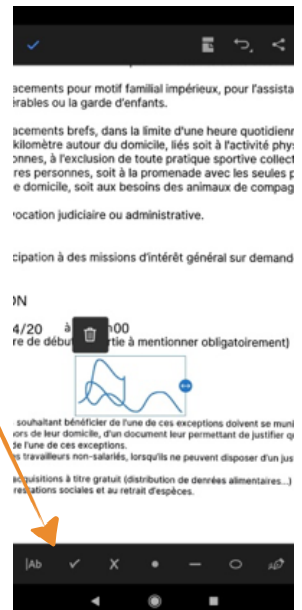 acements pour motif familial impérieux, pour l'assista
érables ou la garde d'enfants.
acements brefs, dans la limite d'une heure quotidienr
kilomètre autour du domicile, liés soit à l'activité phys
onnes, à l'exclusion de toute pratique sportive collect
res personnes, soit à la promenade avec les seules p
e domicile, soit aux besoins des animaux de compag
ocation judiciaire ou administrative.
cipation à des missions d'intérêt général sur demand
ON
4/20 à 00
re de début tie à mentionner obligatoirement)
souhaitant bénéficier de l'une de ces exceptions doivent se muni
ors de leur domicile, d'un document leur permettant de justifier qu
de l'une de ces exceptions.
s travailleurs non-salariés, lorsqu'ils ne peuvent disposer d'un jus
acquisitions à titre gratuit (distribution de denrées alimentaires...)
restations sociales et au retrait d'espèces.
Ab